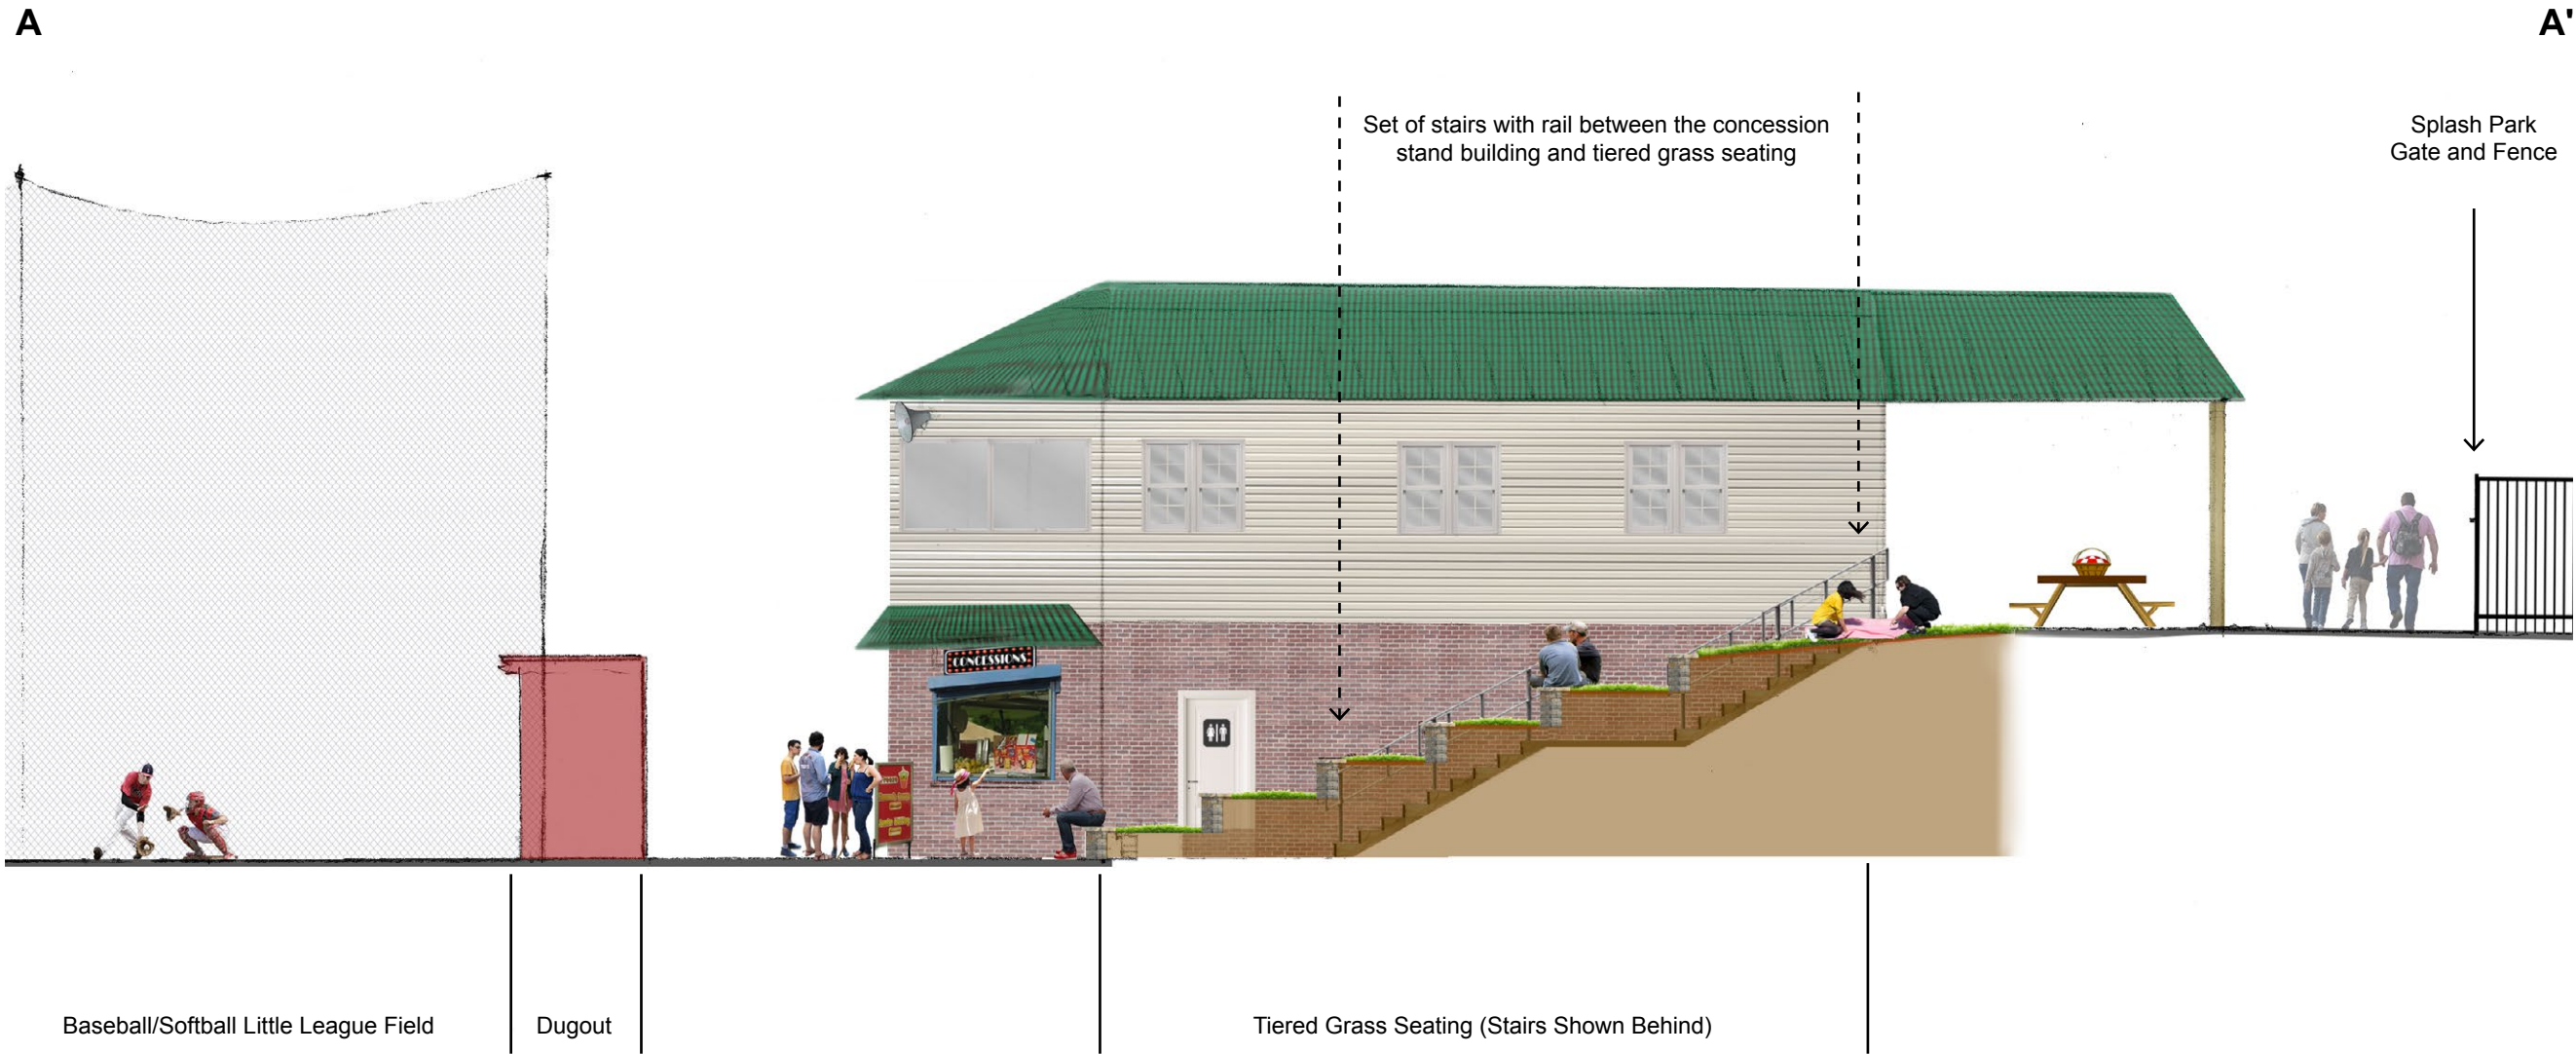 A
A'
Set of stairs with rail between the concession
stand building and tiered grass seating
Splash Park
Gate and Fence
CONCESSIONS
Baseball/Softball Little League Field
Dugout
Tiered Grass Seating (Stairs Shown Behind)